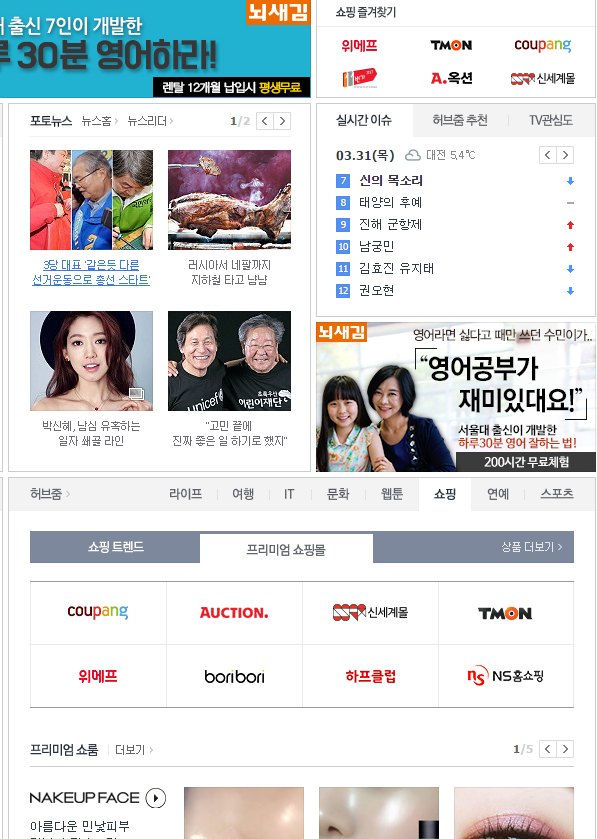 뇌새김
출신 7인이 개발한
루 30분 영어하라!
렌탈 12개월 납입시 평생무료
쇼핑 즐겨찾기
위메프
TMON
coupang
A.옥션
신세계몰
포토뉴스 뉴스홈 뉴스리더 1/2
3당 대표 '같은듯 다른
선거운동으로 총선 스타트'
러시아서 네팔까지
지하철 타고 냠냠
unicef
초록우산
어린이재단
박신혜, 남심 유혹하는
일자 쇄골 라인
"고민 끝에
진짜 좋은 일 하기로 했지"
실시간 이슈 허브줌 추천 TV관심도
03.31(목) 대전 5.4℃
7 신의 목소리
8 태양의 후예
9 진해 군항제
10 남궁민
11 김효진 유지태
12 권오현
뇌새김
영어라면 싫다고 떼만 쓰던 수민이가..
"영어공부가
재미있대요!"
서울대 출신이 개발한
하루30분 영어 잘하는 법!
200시간 무료체험
허브줌 라이프 여행 IT 문화 웹툰 쇼핑 연예 스포츠
쇼핑 트렌드 프리미엄 쇼핑몰 상품 더보기
coupang AUCTION. SSG 신세계몰 TMON
위메프 boribori 하프클럽 NS홈쇼핑
프리미엄 쇼룸 더보기 1/5
NAKEUP FACE
아름다운 민낯피부